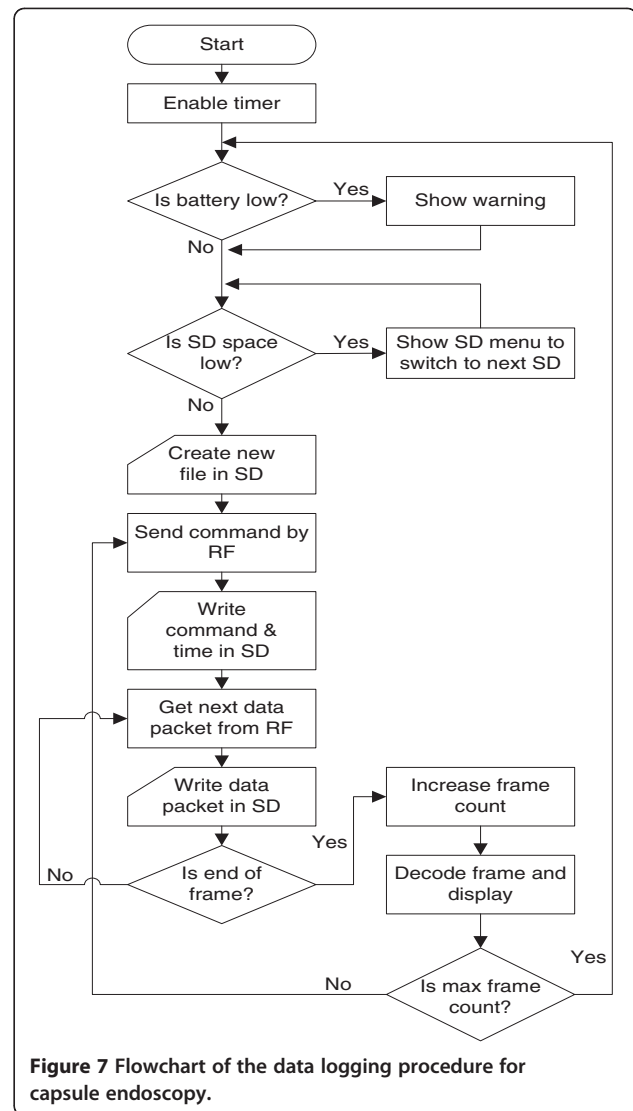 Start
Enable timer
Is battery low?
Yes
Show warning
No
Is SD space
low?
Yes
Show SD menu to
switch to next SD
No
Create new
file in SD
Send command by
RF
Write
command &
time in SD
Get next data
packet from RF
Write data
packet in SD
Is end of
frame?
No
Yes
Increase frame
count
Decode frame and
display
Is max frame
count?
No
Yes
Figure 7 Flowchart of the data logging procedure for
capsule endoscopy.